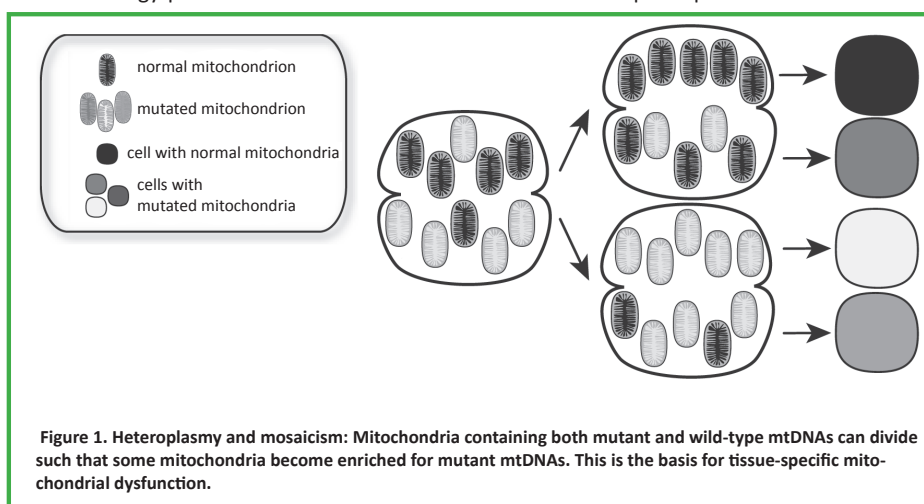 normal mitochondrion
mutated mitochondrion
cell with normal mitochondria
cells with
mutated mitochondria
Figure 1. Heteroplasmy and mosaicism: Mitochondria containing both mutant and wild-type mtDNAs can divide
such that some mitochondria become enriched for mutant mtDNAs. This is the basis for tissue-specific mito-
chondrial dysfunction.